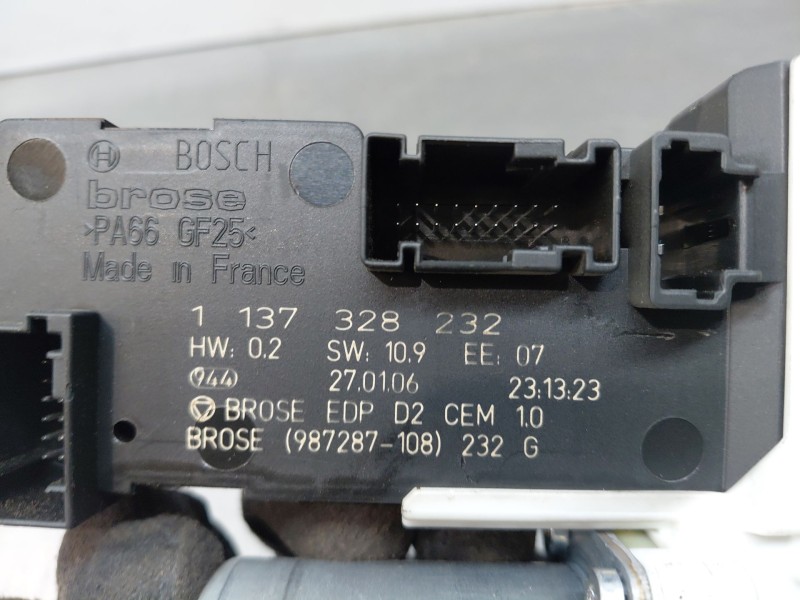 BOSCH
brose
>PA66 GF25<
Made in France
1 137 328 232
HW: 0.2 SW: 10.9 EE: 07
944 27.01.06 23:13:23
BROSE EDP D2 CEM 1.0
BROSE (987287-108) 232 G